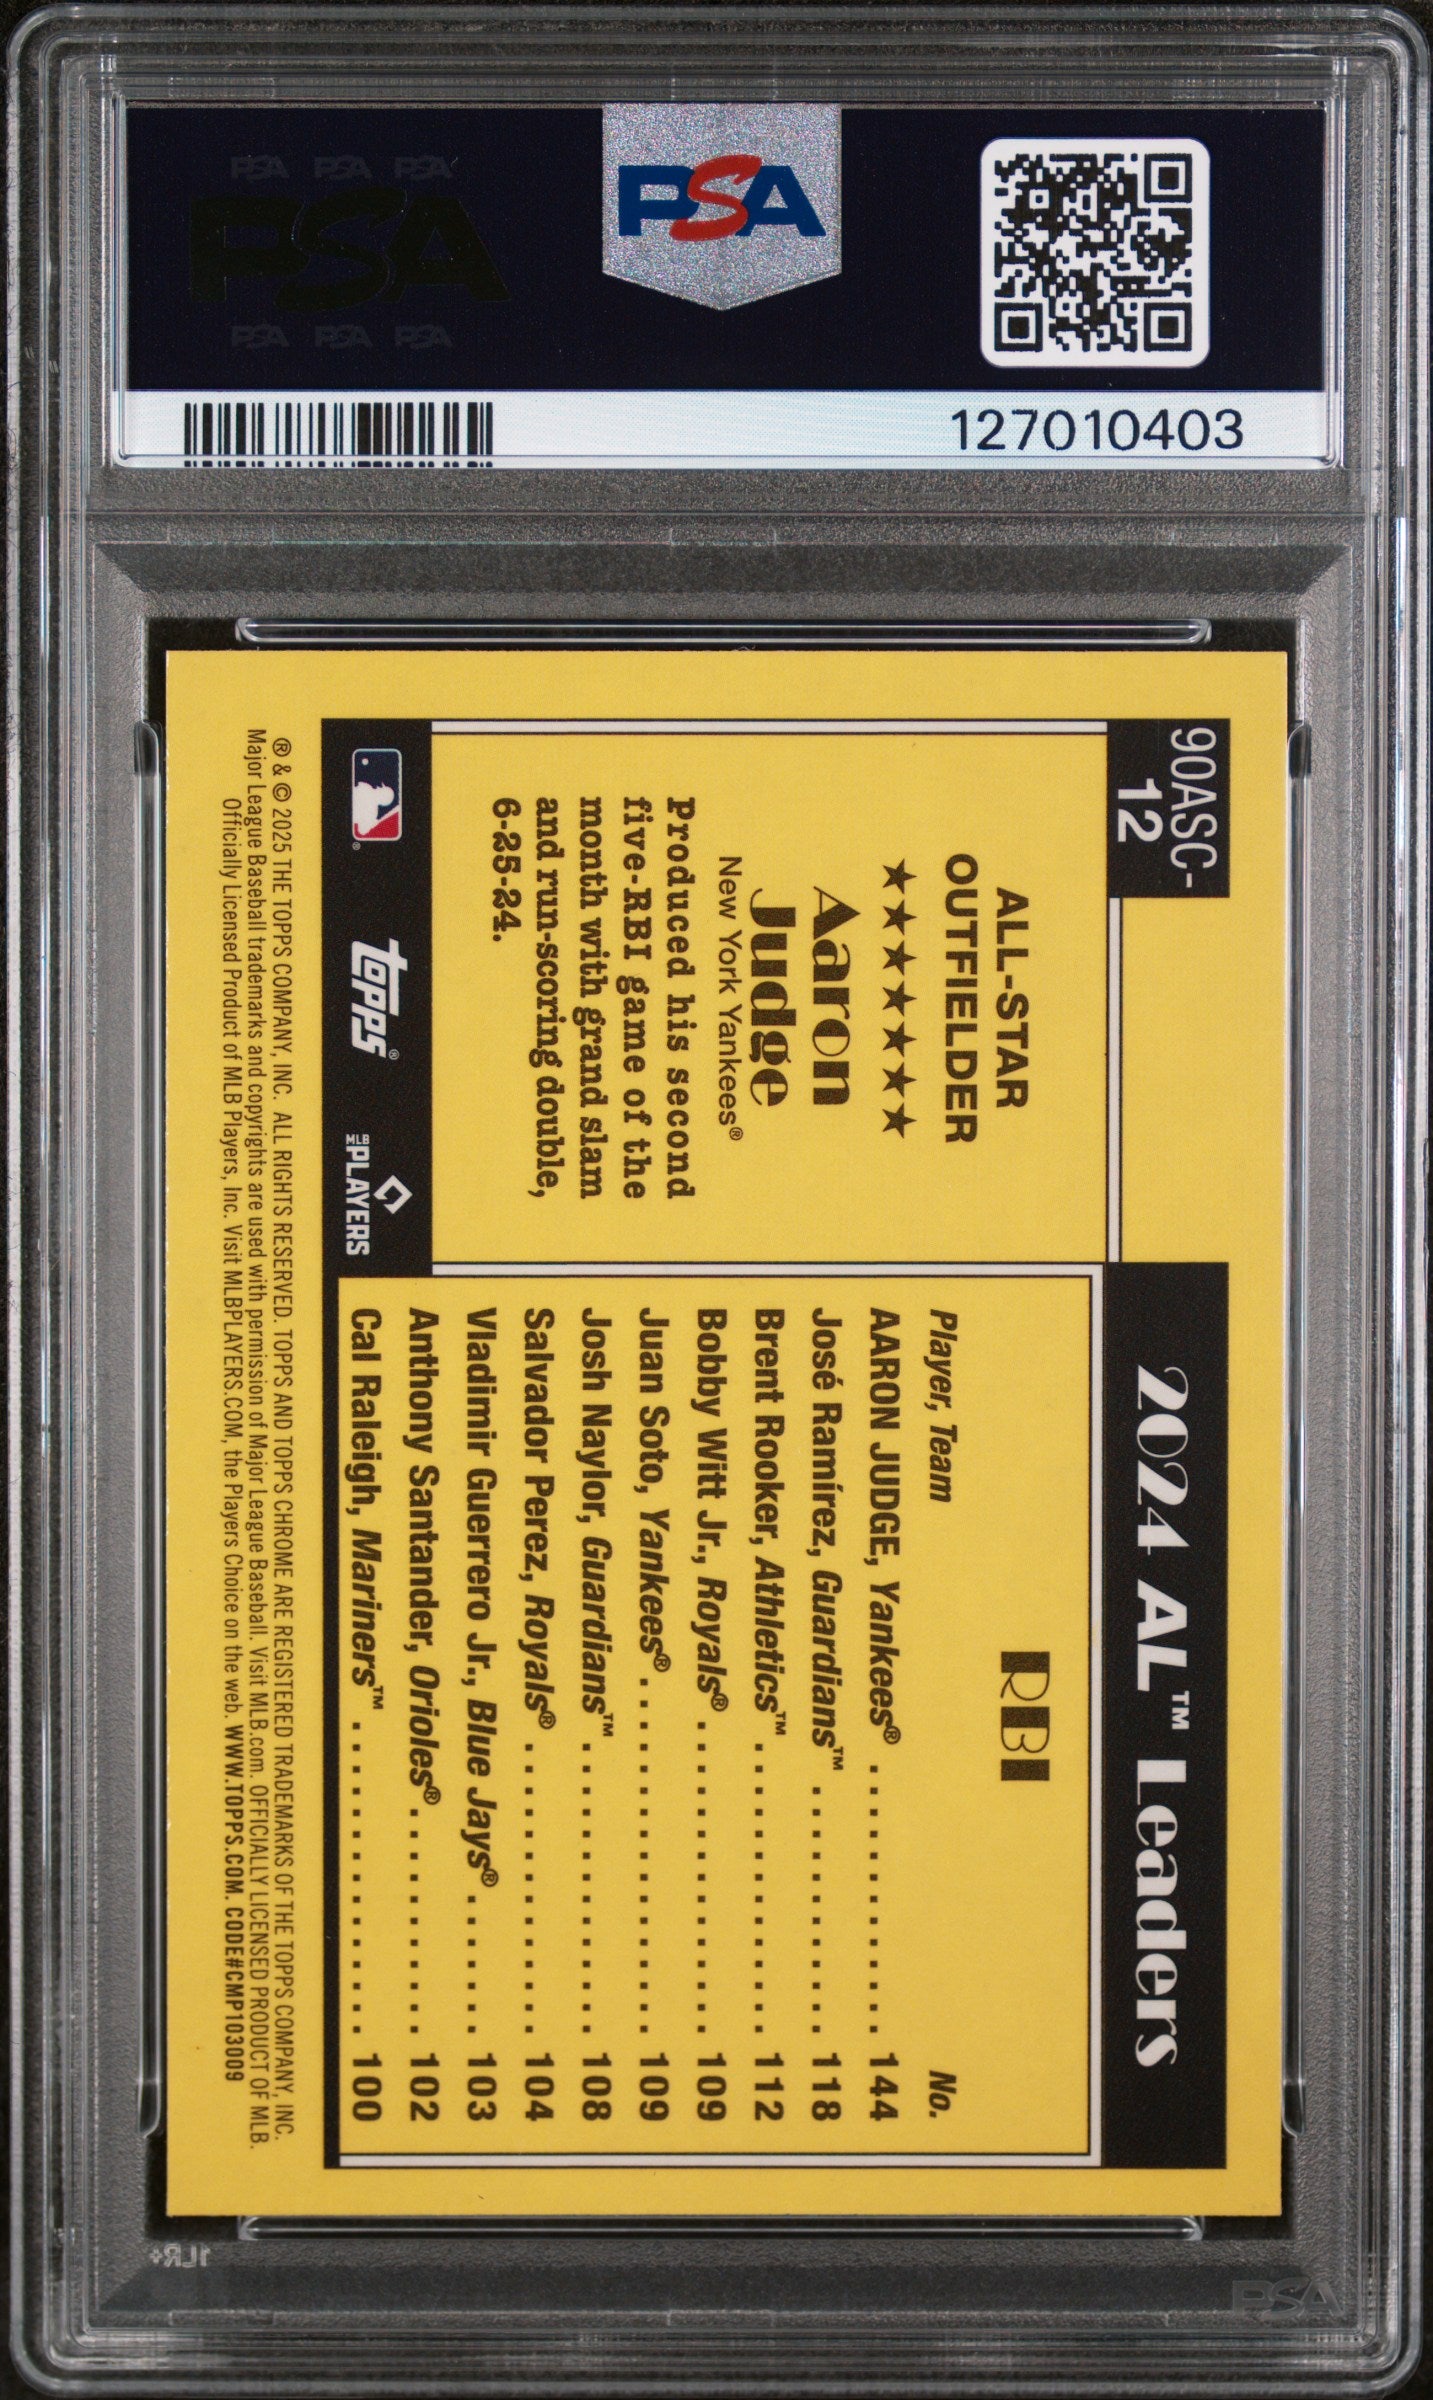 PSA PSA PSA
PSA
PSA PSA PSA
PSA
127010403
90ASC-
12
ALL-STAR
OUTFIELDER
★★★★★★★
Aaron
Judge
New York Yankees®
Produced his second
five-RBI game of the
month with grand slam
and run-scoring double,
6-25-24.
Topps®
MLB
PLAYERS
2024 AL™ Leaders
RBI
Player, Team No.
AARON JUDGE, Yankees® . . . . . . . . . . . . . 144
José Ramírez, Guardians™ . . . . . . . . . . . . 118
Brent Rooker, Athletics™ . . . . . . . . . . . . . . 112
Bobby Witt Jr., Royals® . . . . . . . . . . . . . . . 109
Juan Soto, Yankees® . . . . . . . . . . . . . . . . . 109
Josh Naylor, Guardians™ . . . . . . . . . . . . . . 108
Salvador Perez, Royals® . . . . . . . . . . . . . . 104
Vladimir Guerrero Jr., Blue Jays® . . . . . . . 103
Anthony Santander, Orioles® . . . . . . . . . . . 102
Cal Raleigh, Mariners™ . . . . . . . . . . . . . . . 100
® & © 2025 THE TOPPS COMPANY, INC. ALL RIGHTS RESERVED. TOPPS AND TOPPS CHROME ARE REGISTERED TRADEMARKS OF THE TOPPS COMPANY, INC.
Major League Baseball trademarks and copyrights are used with permission of Major League Baseball. Visit MLB.com. OFFICIALLY LICENSED PRODUCT OF MLB.
Officially Licensed Product of MLB Players, Inc. Visit MLBPLAYERS.COM, the Players Choice on the web. WWW.TOPPS.COM. CODE#CMP103009
1LR+
PSA